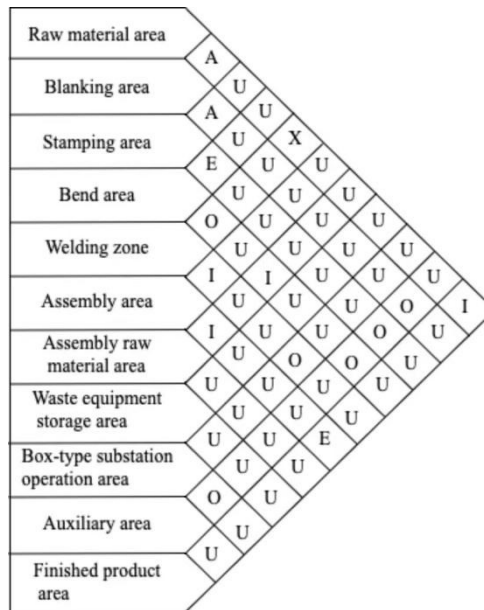 Raw material area
A
Blanking area U
A U
Stamping area U X
E U U
Bend area U U U
O U U U
Welding zone U U U U
I I U U U
Assembly area U U U O I
I U U O U
Assembly raw
material area U O O U
U U U U
Waste equipment
storage area U U U
U U E
Box-type substation
operation area U U
O U
Auxiliary area U
U
Finished product
area